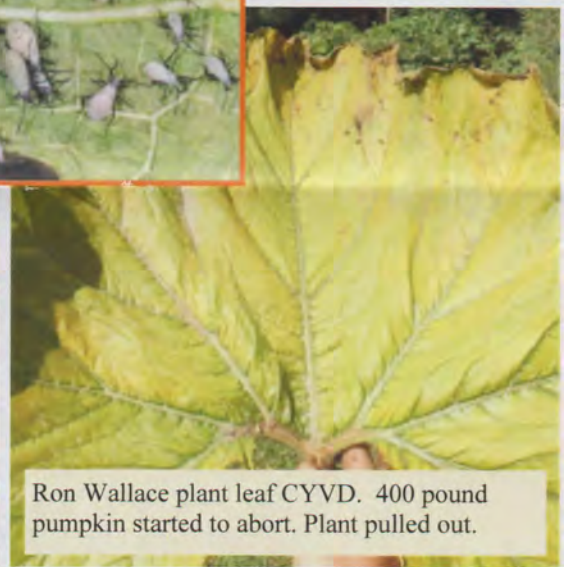 Ron Wallace plant leaf CYVD. 400 pound
pumpkin started to abort. Plant pulled out.